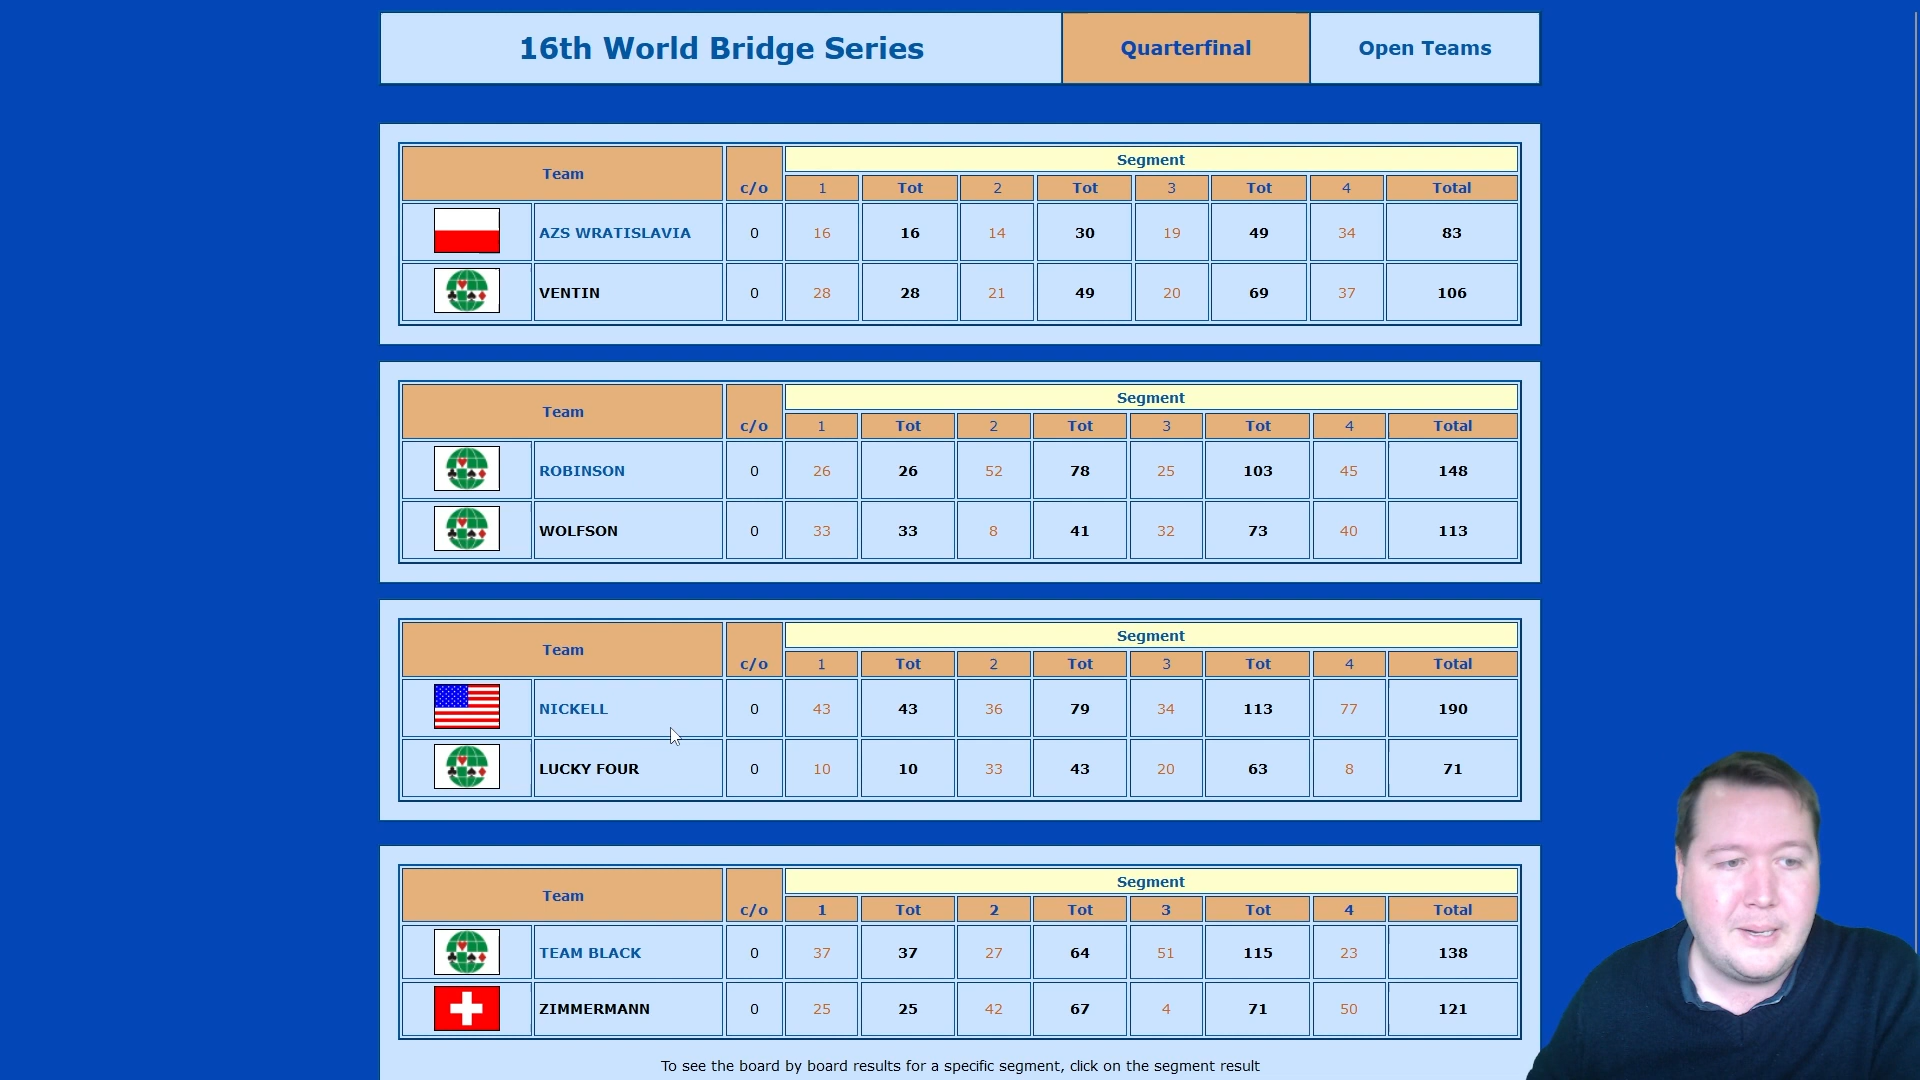 16th World Bridge Series Quarterfinal Open Teams
Team c/o Segment
1 Tot 2 Tot 3 Tot 4 Total
AZS WRATISLAVIA 0 16 16 14 30 19 49 34 83
VENTIN 0 28 28 21 49 20 69 37 106
Team c/o Segment
1 Tot 2 Tot 3 Tot 4 Total
ROBINSON 0 26 26 52 78 25 103 45 148
WOLFSON 0 33 33 8 41 32 73 40 113
Team c/o Segment
1 Tot 2 Tot 3 Tot 4 Total
NICKELL 0 43 43 36 79 34 113 77 190
LUCKY FOUR 0 10 10 33 43 20 63 8 71
Team c/o Segment
1 Tot 2 Tot 3 Tot 4 Total
TEAM BLACK 0 37 37 27 64 51 115 23 138
ZIMMERMANN 0 25 25 42 67 4 71 50 121
To see the board by board results for a specific segment, click on the segment result